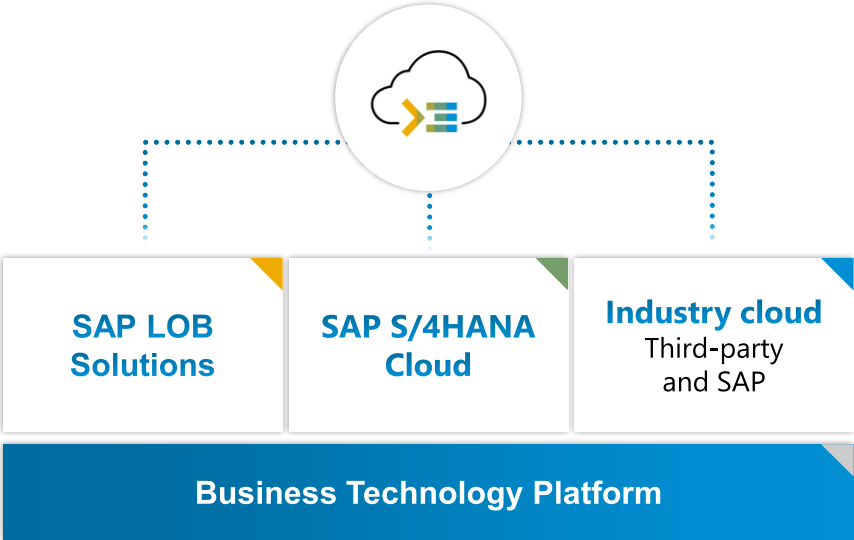 SAP LOB
Solutions
SAP S/4HANA
Cloud
Industry cloud
Third-party
and SAP
Business Technology Platform